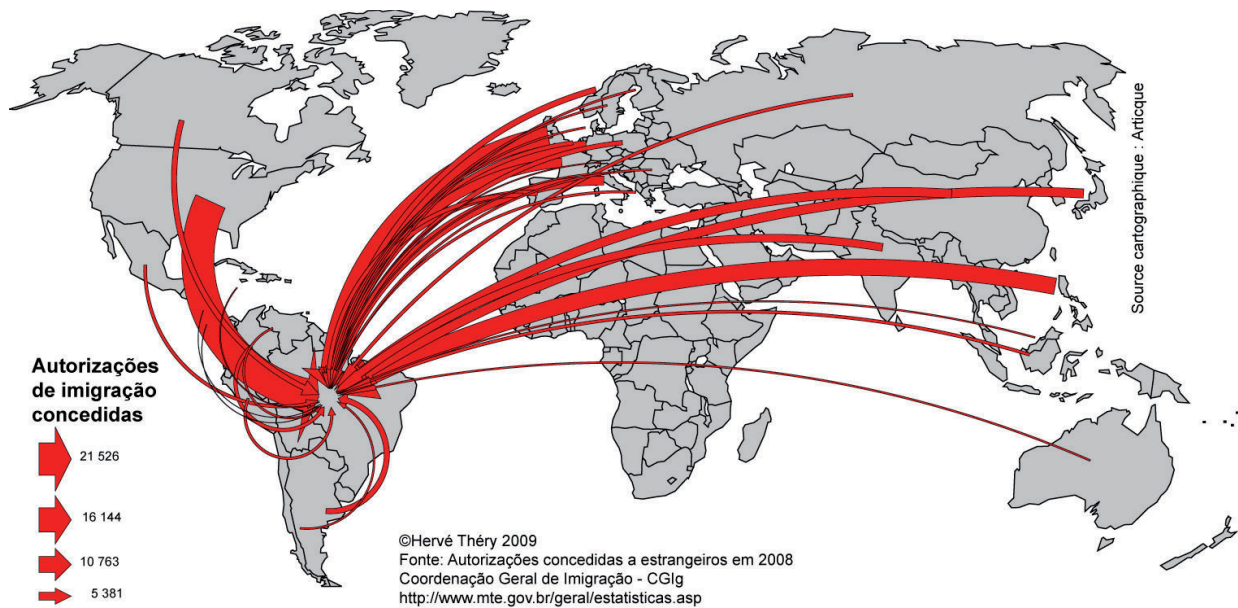 Source cartographique : Articque
Autorizações
de imigração
concedidas
21 526
16 144
10 763
5 381
©Hervé Théry 2009
Fonte: Autorizações concedidas a estrangeiros em 2008
Coordenação Geral de Imigração - CGIg
http://www.mte.gov.br/geral/estatisticas.asp